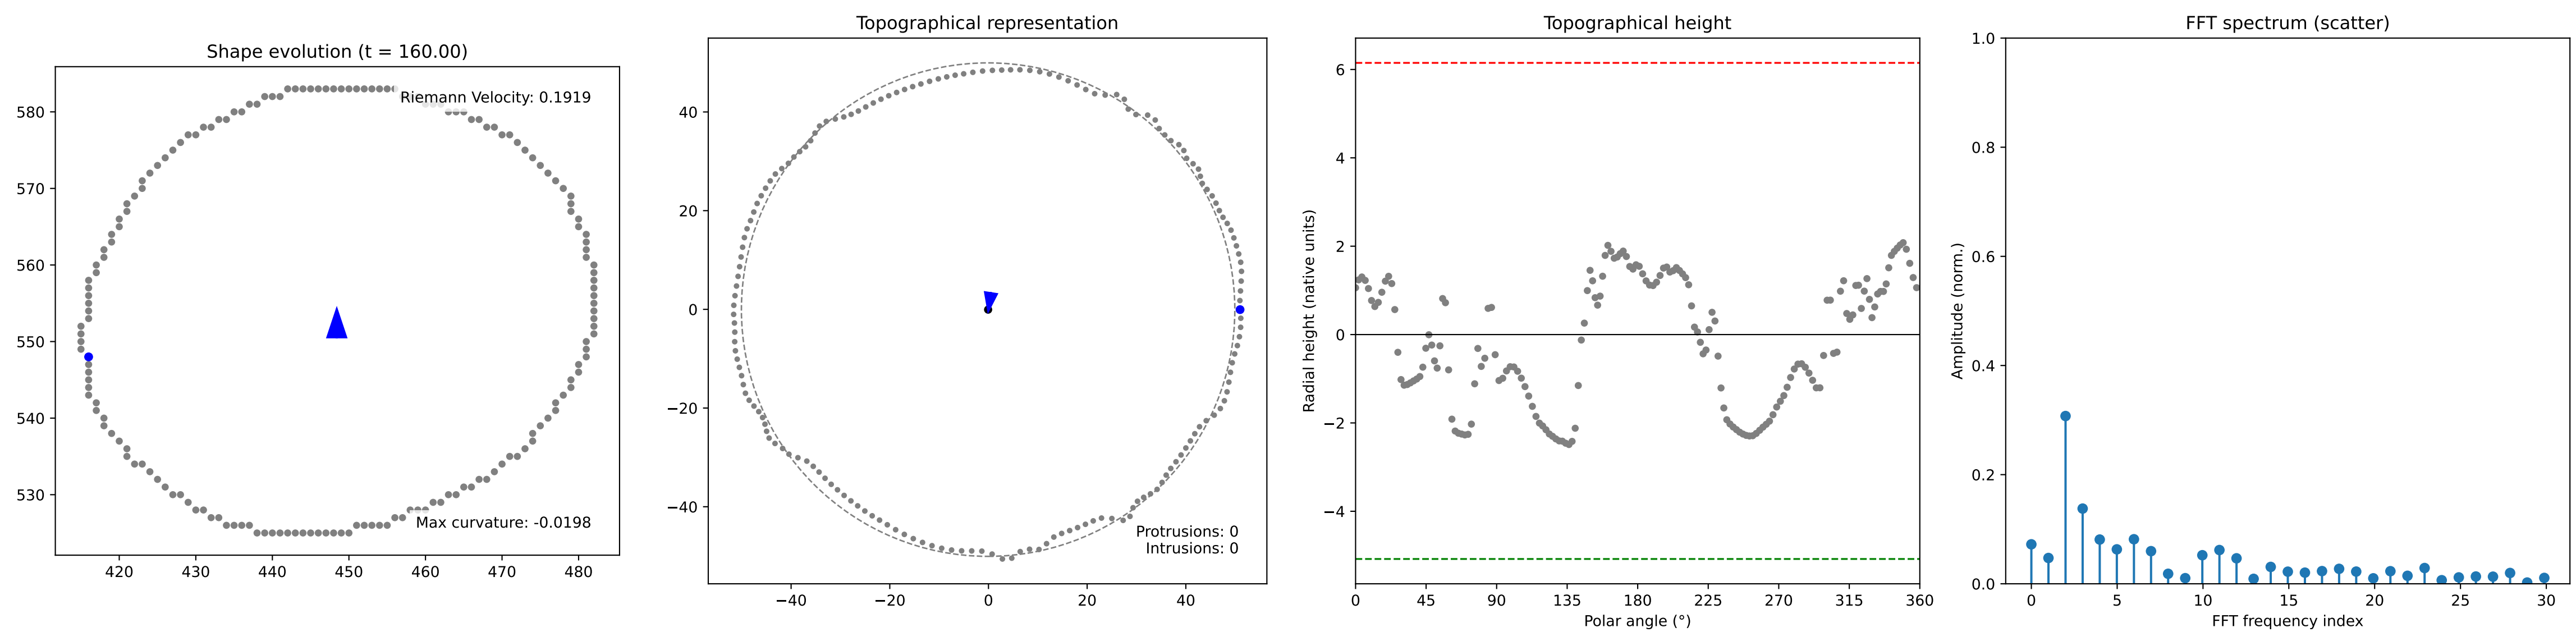 Shape evolution (t = 160.00)
Riemann Velocity: 0.1919
Max curvature: -0.0198
580
570
560
550
540
530
420 430 440 450 460 470 480
Topographical representation
40
20
0
−20
−40
Protrusions: 0
Intrusions: 0
−40 −20 0 20 40
Topographical height
Radial height (native units)
6
4
2
0
−2
−4
0 45 90 135 180 225 270 315 360
Polar angle (°)
FFT spectrum (scatter)
Amplitude (norm.)
1.0
0.8
0.6
0.4
0.2
0.0
0 5 10 15 20 25 30
FFT frequency index